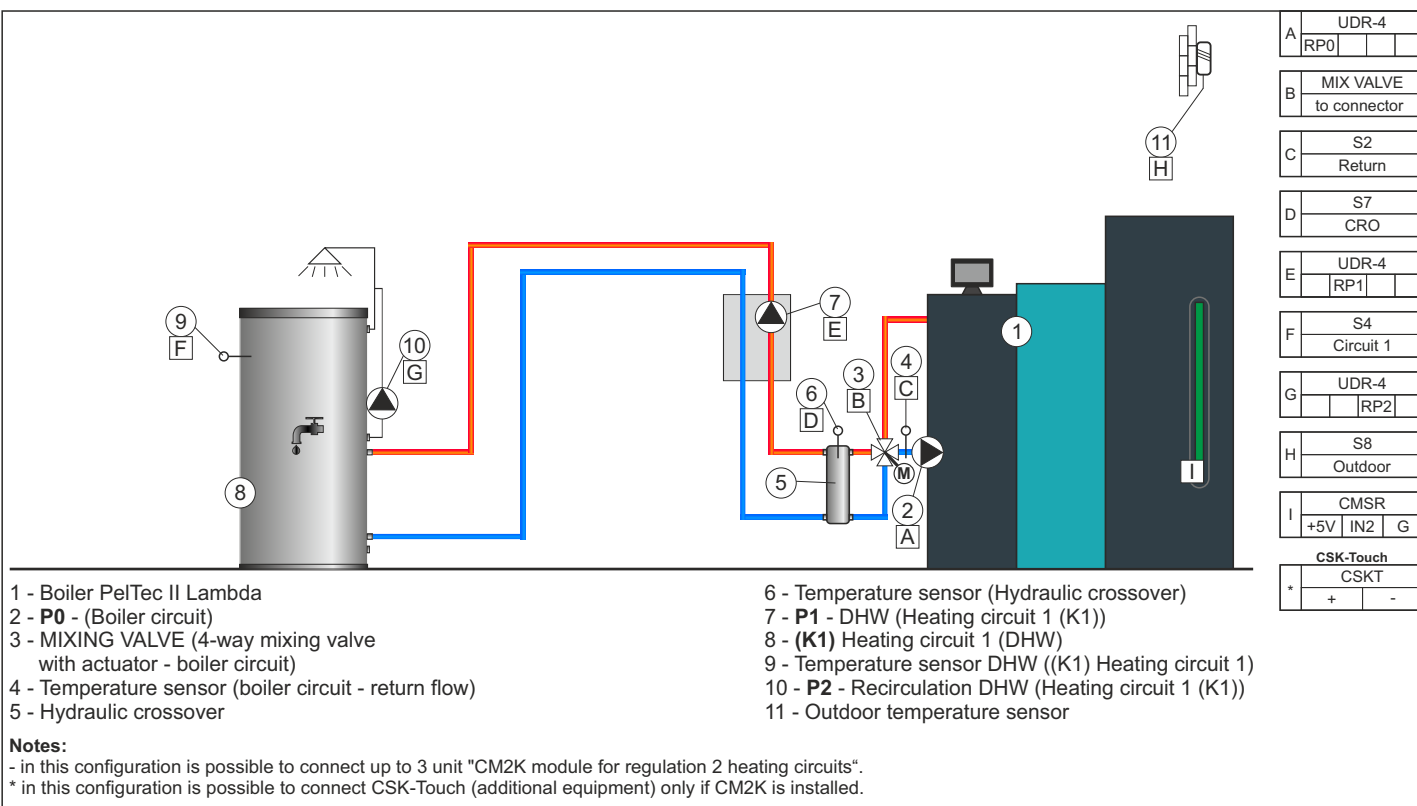 11
H
9
F
10
G
7
E
6
D
3
B
4
C
1
5
M
2
A
8
I
A
UDR-4
RP0
B
MIX VALVE
to connector
C
S2
Return
D
S7
CRO
E
UDR-4
RP1
F
S4
Circuit 1
G
UDR-4
RP2
H
S8
Outdoor
I
CMSR
+5V IN2 G
CSK-Touch
*
CSKT
+ -
1 - Boiler PelTec II Lambda
2 - P0 - (Boiler circuit)
3 - MIXING VALVE (4-way mixing valve
with actuator - boiler circuit)
4 - Temperature sensor (boiler circuit - return flow)
5 - Hydraulic crossover
6 - Temperature sensor (Hydraulic crossover)
7 - P1 - DHW (Heating circuit 1 (K1))
8 - (K1) Heating circuit 1 (DHW)
9 - Temperature sensor DHW ((K1) Heating circuit 1)
10 - P2 - Recirculation DHW (Heating circuit 1 (K1))
11 - Outdoor temperature sensor
Notes:
- in this configuration is possible to connect up to 3 unit "CM2K module for regulation 2 heating circuits“.
* in this configuration is possible to connect CSK-Touch (additional equipment) only if CM2K is installed.